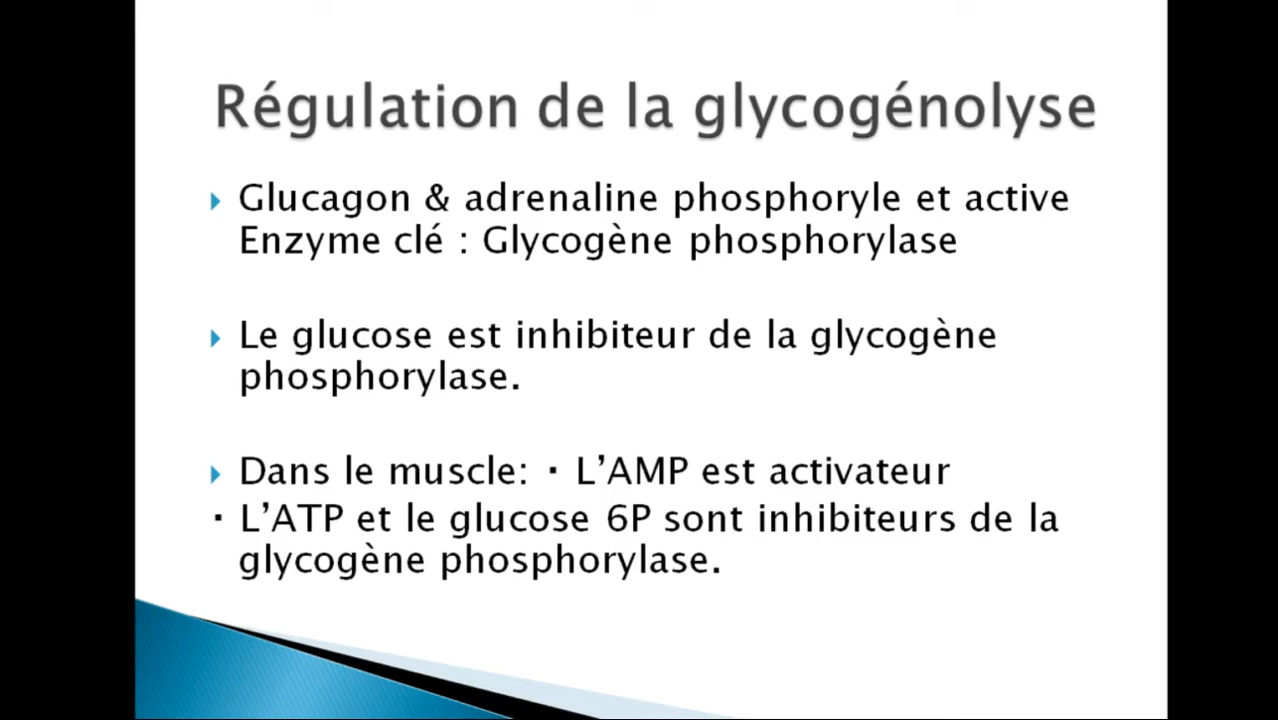 Régulation de la glycogénolyse
Glucagon & adrenaline phosphoryle et active
Enzyme clé : Glycogène phosphorylase
Le glucose est inhibiteur de la glycogène
phosphorylase.
Dans le muscle: · L’AMP est activateur
· L’ATP et le glucose 6P sont inhibiteurs de la
glycogène phosphorylase.